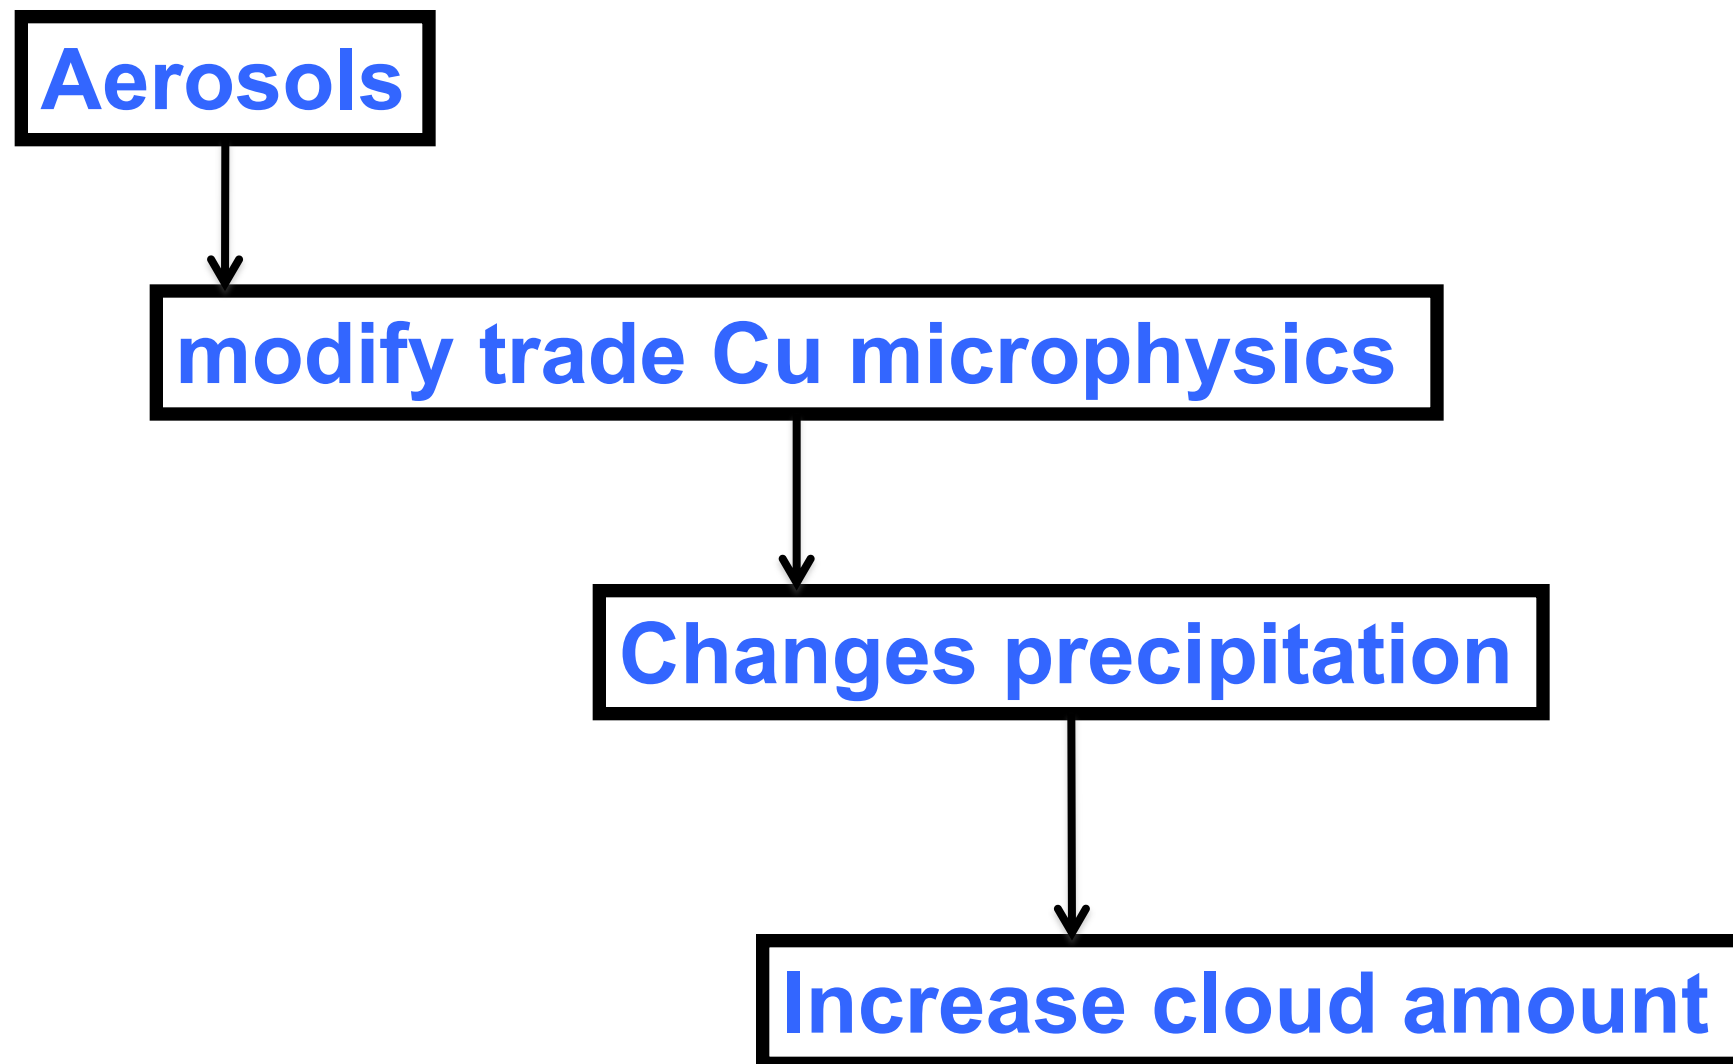 Aerosols
modify trade Cu microphysics
Changes precipitation
Increase cloud amount